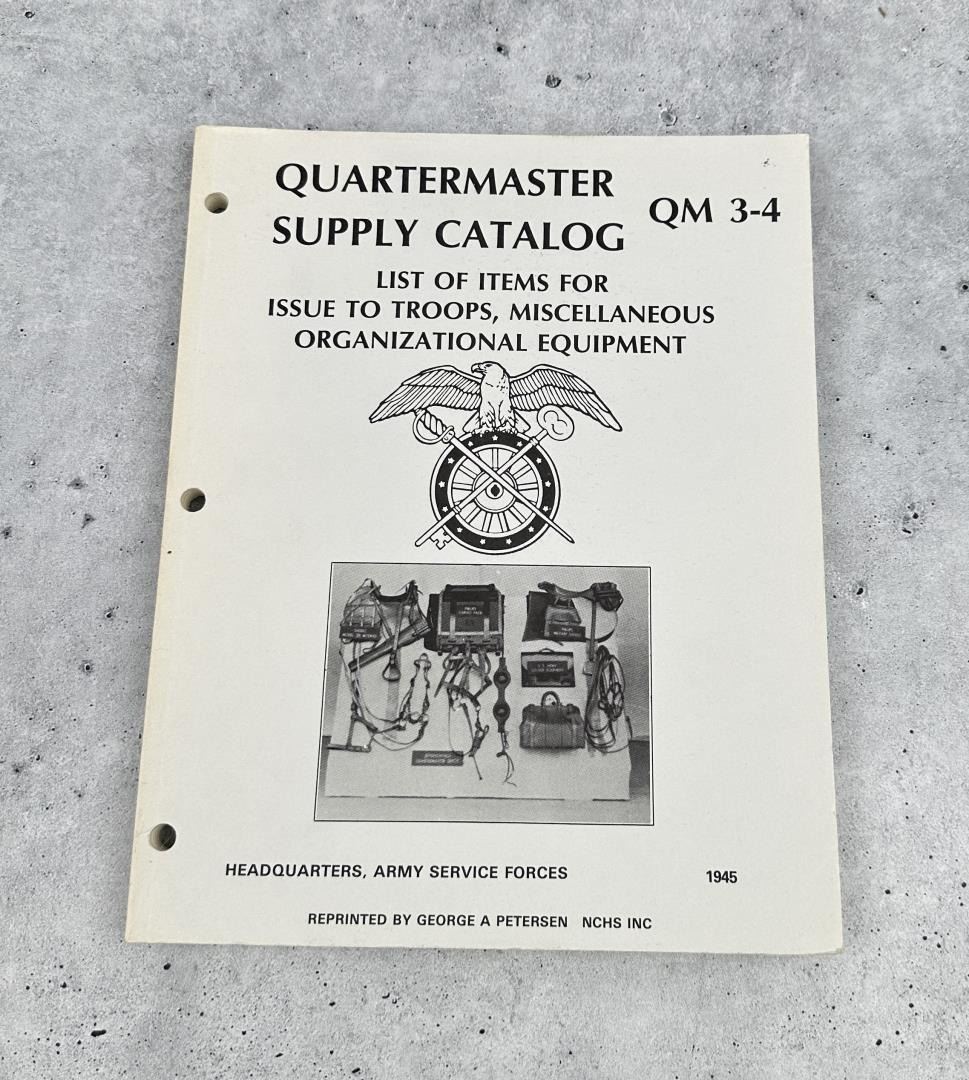 QUARTERMASTER
SUPPLY CATALOG
QM 3-4
LIST OF ITEMS FOR
ISSUE TO TROOPS, MISCELLANEOUS
ORGANIZATIONAL EQUIPMENT
HEADQUARTERS, ARMY SERVICE FORCES
1945
REPRINTED BY GEORGE A PETERSEN NCHS INC